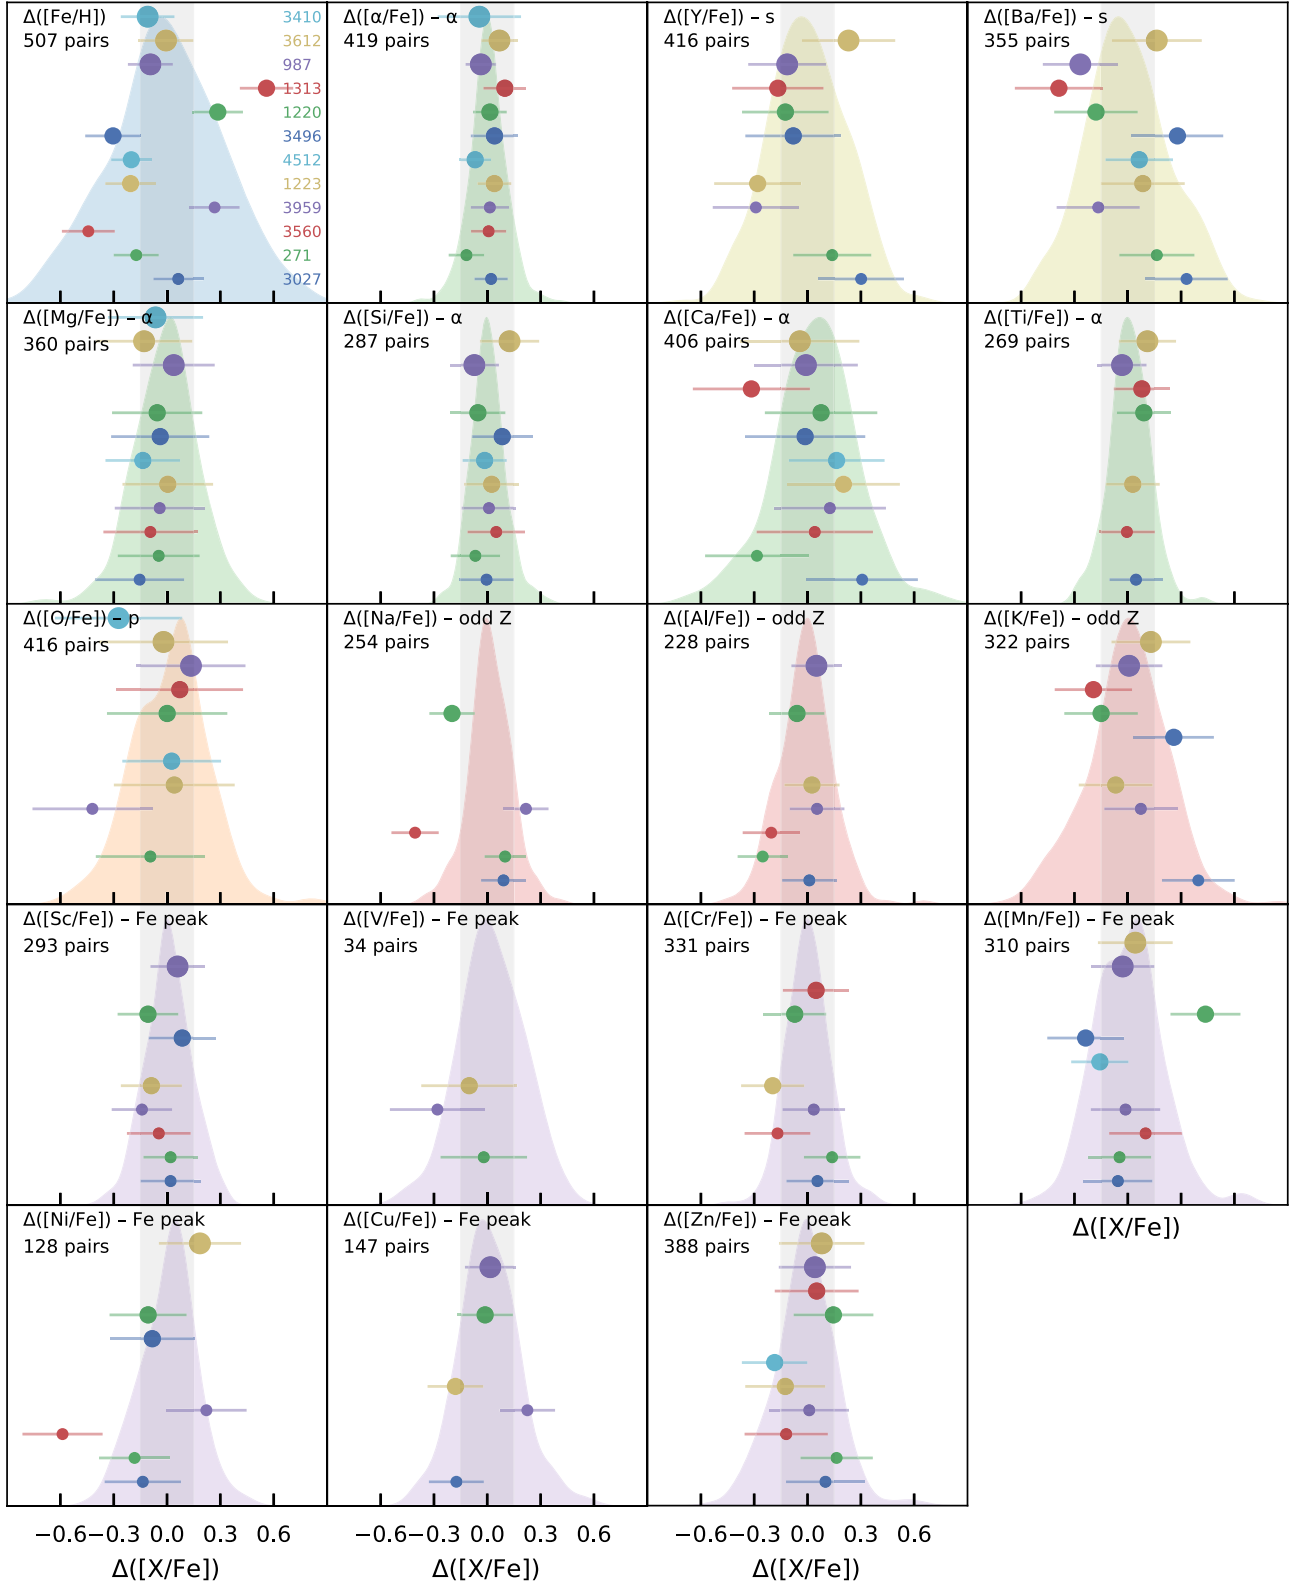 Δ([Fe/H])
507 pairs
3410
3612
987
1313
1220
3496
4512
1223
3959
3560
271
3027
Δ([α/Fe]) – α
419 pairs
Δ([Y/Fe]) – s
416 pairs
Δ([Ba/Fe]) – s
355 pairs
Δ([Mg/Fe]) – α
360 pairs
Δ([Si/Fe]) – α
287 pairs
Δ([Ca/Fe]) – α
406 pairs
Δ([Ti/Fe]) – α
269 pairs
Δ([O/Fe]) – p
416 pairs
Δ([Na/Fe]) – odd Z
254 pairs
Δ([Al/Fe]) – odd Z
228 pairs
Δ([K/Fe]) – odd Z
322 pairs
Δ([Sc/Fe]) – Fe peak
293 pairs
Δ([V/Fe]) – Fe peak
34 pairs
Δ([Cr/Fe]) – Fe peak
331 pairs
Δ([Mn/Fe]) – Fe peak
310 pairs
Δ([X/Fe])
Δ([Ni/Fe]) – Fe peak
128 pairs
Δ([Cu/Fe]) – Fe peak
147 pairs
Δ([Zn/Fe]) – Fe peak
388 pairs
−0.6 −0.3 0.0 0.3 0.6
−0.6 −0.3 0.0 0.3 0.6
−0.6 −0.3 0.0 0.3 0.6
Δ([X/Fe])
Δ([X/Fe])
Δ([X/Fe])